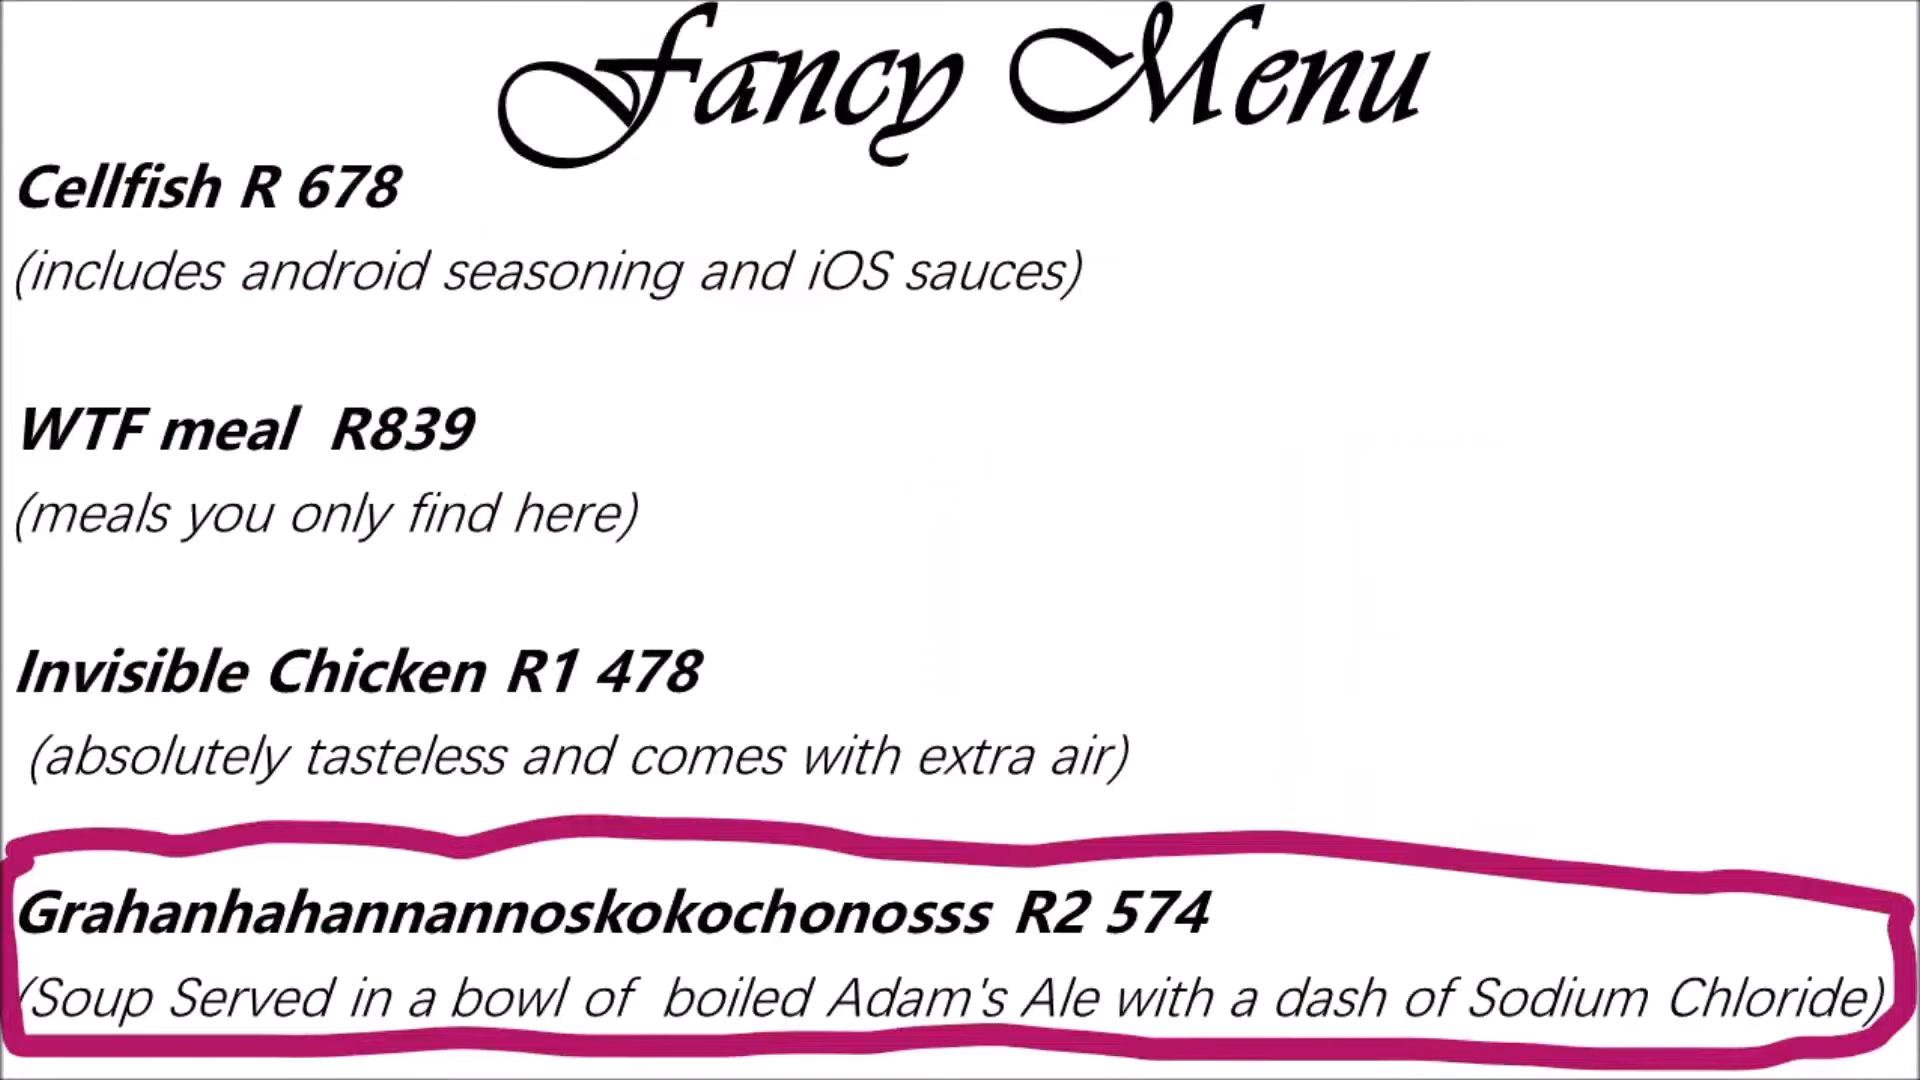 Fancy Menu
Cellfish R 678
(includes android seasoning and iOS sauces)
WTF meal  R839
(meals you only find here)
Invisible Chicken R1 478
(absolutely tasteless and comes with extra air)
Grahanhahannannoskokochonosss R2 574
(Soup Served in a bowl of  boiled Adam's Ale with a dash of Sodium Chloride)